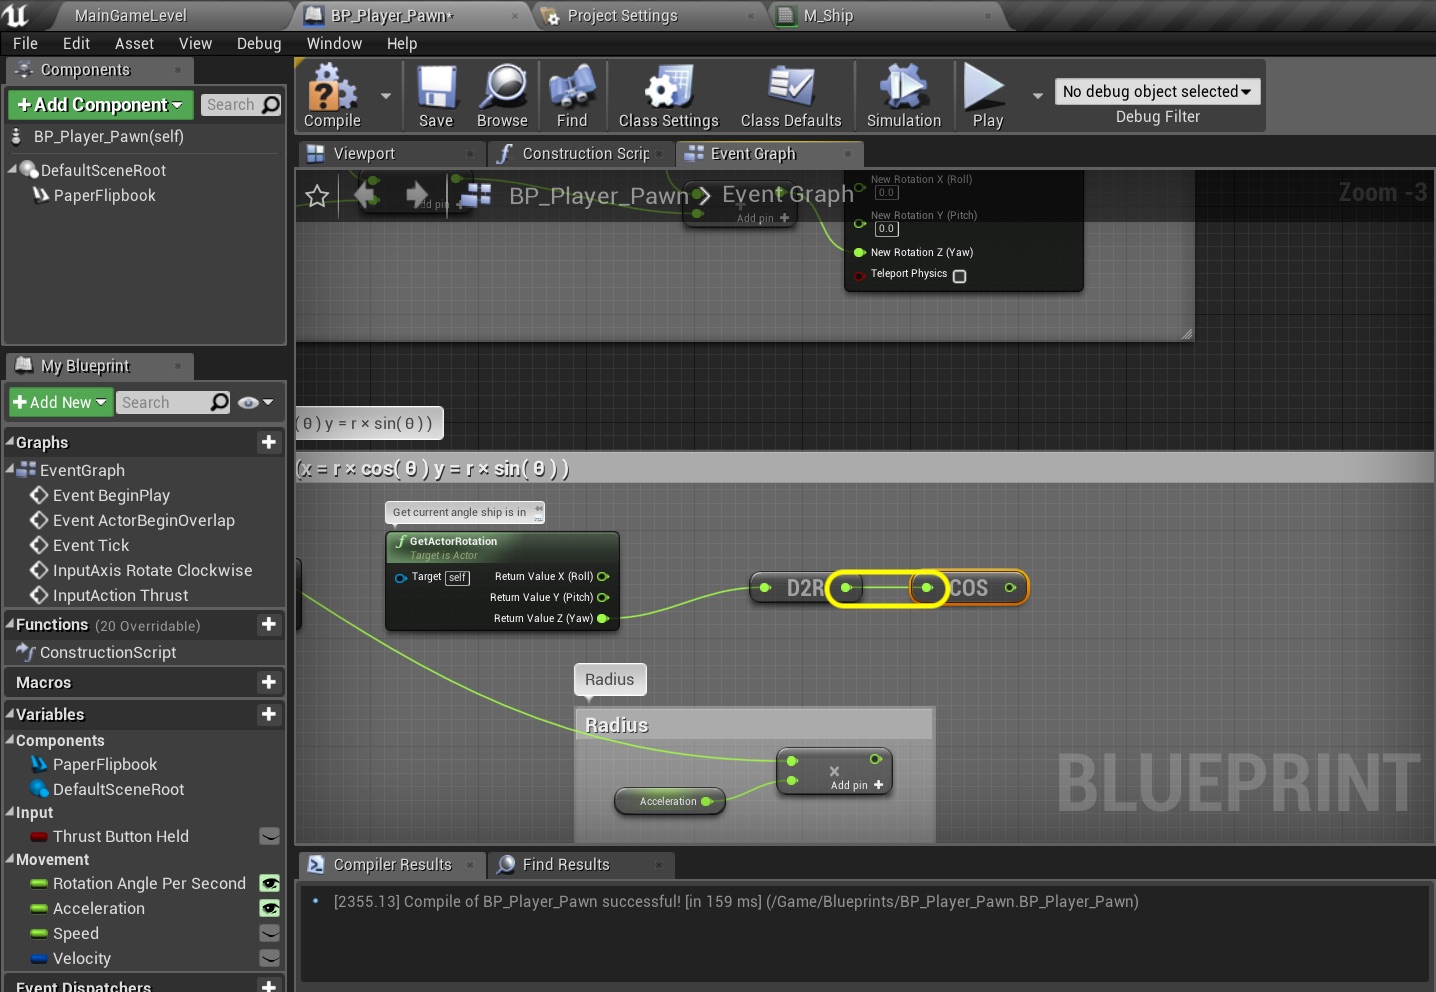 MainGameLevel
BP_Player_Pawn*
Project Settings
M_Ship
File Edit Asset View Debug Window Help
Components
+Add Component
Search
BP_Player_Pawn(self)
DefaultSceneRoot
PaperFlipbook
My Blueprint
+Add New
Search
Graphs
EventGraph
Event BeginPlay
Event ActorBeginOverlap
Event Tick
InputAxis Rotate Clockwise
InputAction Thrust
Functions (20 Overridable)
ConstructionScript
Macros
Variables
Components
PaperFlipbook
DefaultSceneRoot
Input
Thrust Button Held
Movement
Rotation Angle Per Second
Acceleration
Speed
Velocity
Event Dispatchers
Compile
Save
Browse
Find
Class Settings
Class Defaults
Simulation
Play
No debug object selected
Debug Filter
Viewport
Construction Scrip
Event Graph
BP_Player_Pawn > Event Graph
Zoom -3
Add pin +
Add pin +
New Rotation X (Roll)
0.0
New Rotation Y (Pitch)
0.0
New Rotation Z (Yaw)
Teleport Physics
(θ) y = r × sin(θ))
(x = r × cos(θ) y = r × sin(θ))
Get current angle ship is in
f GetActorRotation
Target is Actor
Target self
Return Value X (Roll)
Return Value Y (Pitch)
Return Value Z (Yaw)
D2R
COS
Radius
Radius
×
Add pin +
Acceleration
BLUEPRINT
Compiler Results
Find Results
[2355.13] Compile of BP_Player_Pawn successful! [in 159 ms] (/Game/Blueprints/BP_Player_Pawn.BP_Player_Pawn)